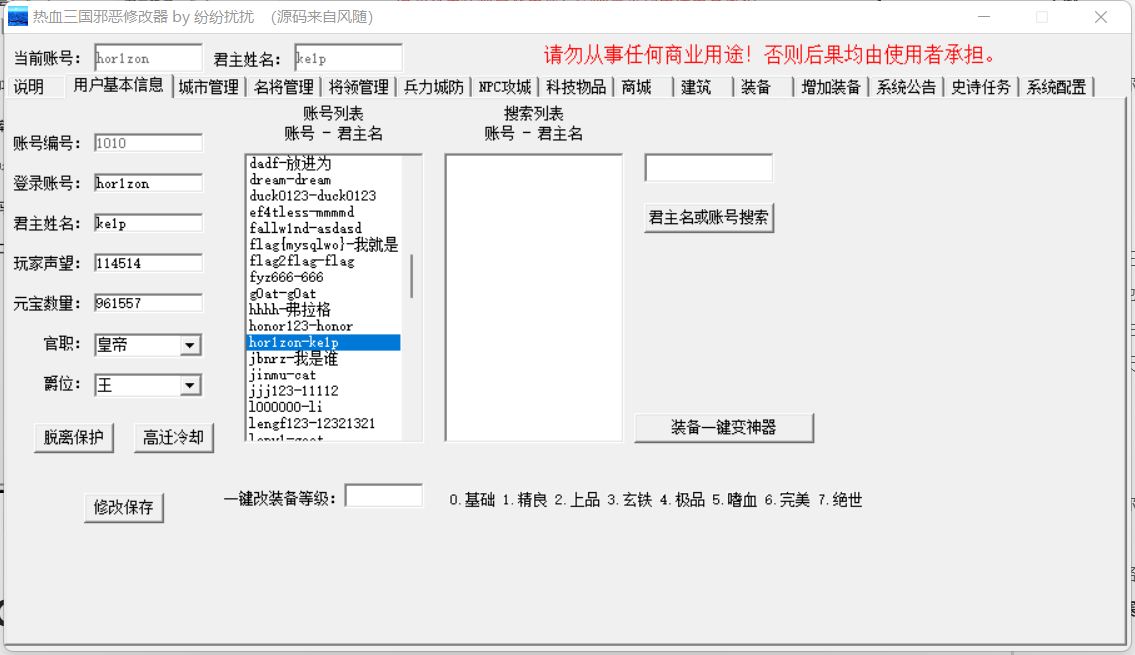 热血三国邪恶修改器 by 纷纷扰扰 (源码来自风随)
当前账号: hor1zon 君主姓名: ke1p 请勿从事任何商业用途! 否则后果均由使用者承担。
说明 用户基本信息 城市管理 名将管理 将领管理 兵力城防 NPC攻城 科技物品 商城 建筑 装备 增加装备 系统公告 史诗任务 系统配置
账号列表
账号 - 君主名
搜索列表
账号 - 君主名
账号编号: 1010
登录账号: hor1zon
君主姓名: ke1p
玩家声望: 114514
元宝数量: 961557
官职: 皇帝
爵位: 王
脱离保护 高迁冷却
修改保存
dadf-放进为
dream-dream
duck0123-duck0123
ef4tless-mmmmd
fallw1nd-asdasd
flag{mysqlwo}-我就是
flag2flag-flag
fyz666-666
g0at-g0at
hhhh-弗拉格
honor123-honor
hor1zon-ke1p
jbnrz-我是谁
jinmu-cat
jjj123-11112
l000000-li
lengf123-12321321
君主名或账号搜索
装备一键变神器
一键改装备等级: 0.基础 1.精良 2.上品 3.玄铁 4.极品 5.嗜血 6.完美 7.绝世